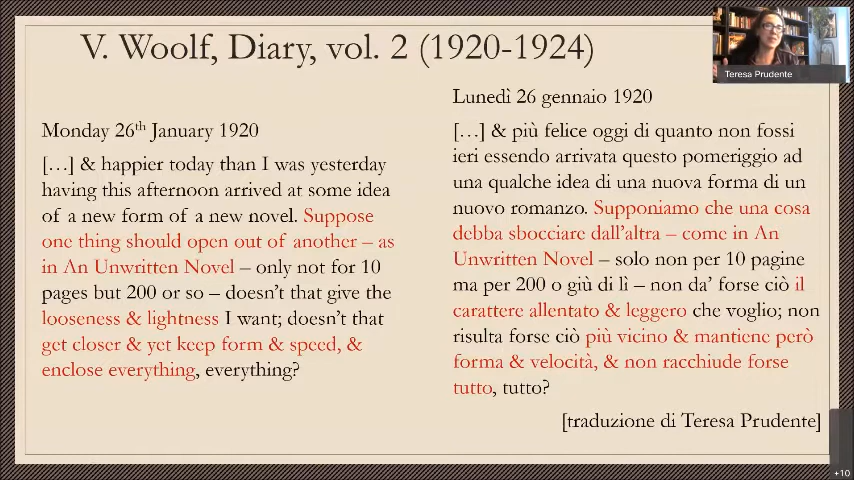 V. Woolf, Diary, vol. 2 (1920-1924)
Teresa Prudente
Monday 26th January 1920
[…] & happier today than I was yesterday
having this afternoon arrived at some idea
of a new form of a new novel. Suppose
one thing should open out of another – as
in An Unwritten Novel – only not for 10
pages but 200 or so – doesn't that give the
looseness & lightness I want; doesn't that
get closer & yet keep form & speed, &
enclose everything, everything?
Lunedì 26 gennaio 1920
[…] & più felice oggi di quanto non fossi
ieri essendo arrivata questo pomeriggio ad
una qualche idea di una nuova forma di un
nuovo romanzo. Supponiamo che una cosa
debba sbocciare dall'altra – come in An
Unwritten Novel – solo non per 10 pagine
ma per 200 o giù di lì – non da' forse ciò il
carattere allentato & leggero che voglio; non
risulta forse ciò più vicino & mantiene però
forma & velocità, & non racchiude forse
tutto, tutto?
[traduzione di Teresa Prudente]
+10